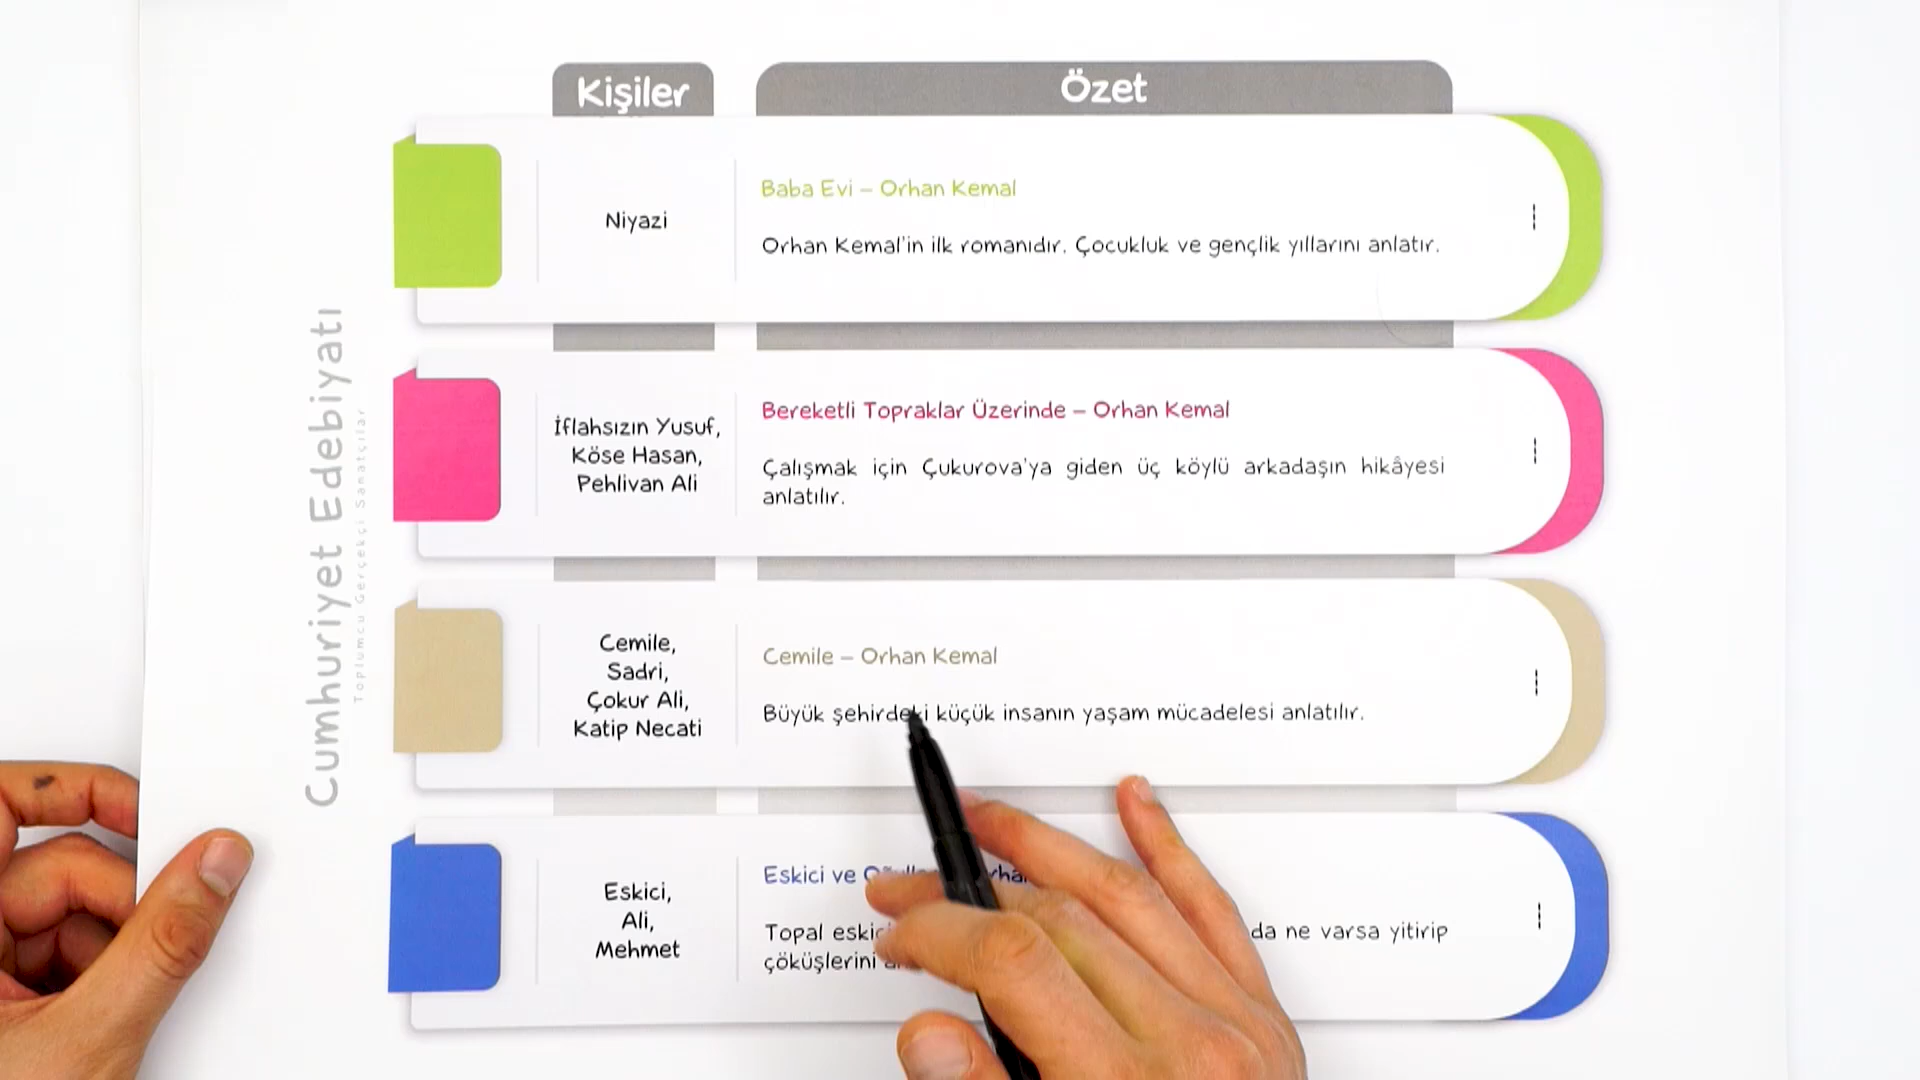 Kişiler
Özet
Cumhuriyet Edebiyatı
Toplumcu Gerçekçi Sanatçılar
Niyazi
Baba Evi – Orhan Kemal
Orhan Kemal'in ilk romanıdır. Çocukluk ve gençlik yıllarını anlatır.
İflahsızın Yusuf,
Köse Hasan,
Pehlivan Ali
Bereketli Topraklar Üzerinde – Orhan Kemal
Çalışmak için Çukurova'ya giden üç köylü arkadaşın hikâyesi
anlatılır.
Cemile,
Sadri,
Çokur Ali,
Katip Necati
Cemile – Orhan Kemal
Büyük şehirdeki küçük insanın yaşam mücadelesi anlatılır.
Eskici,
Ali,
Mehmet
Eskici ve
Topal
da ne varsa yitirip
çöküşlerini